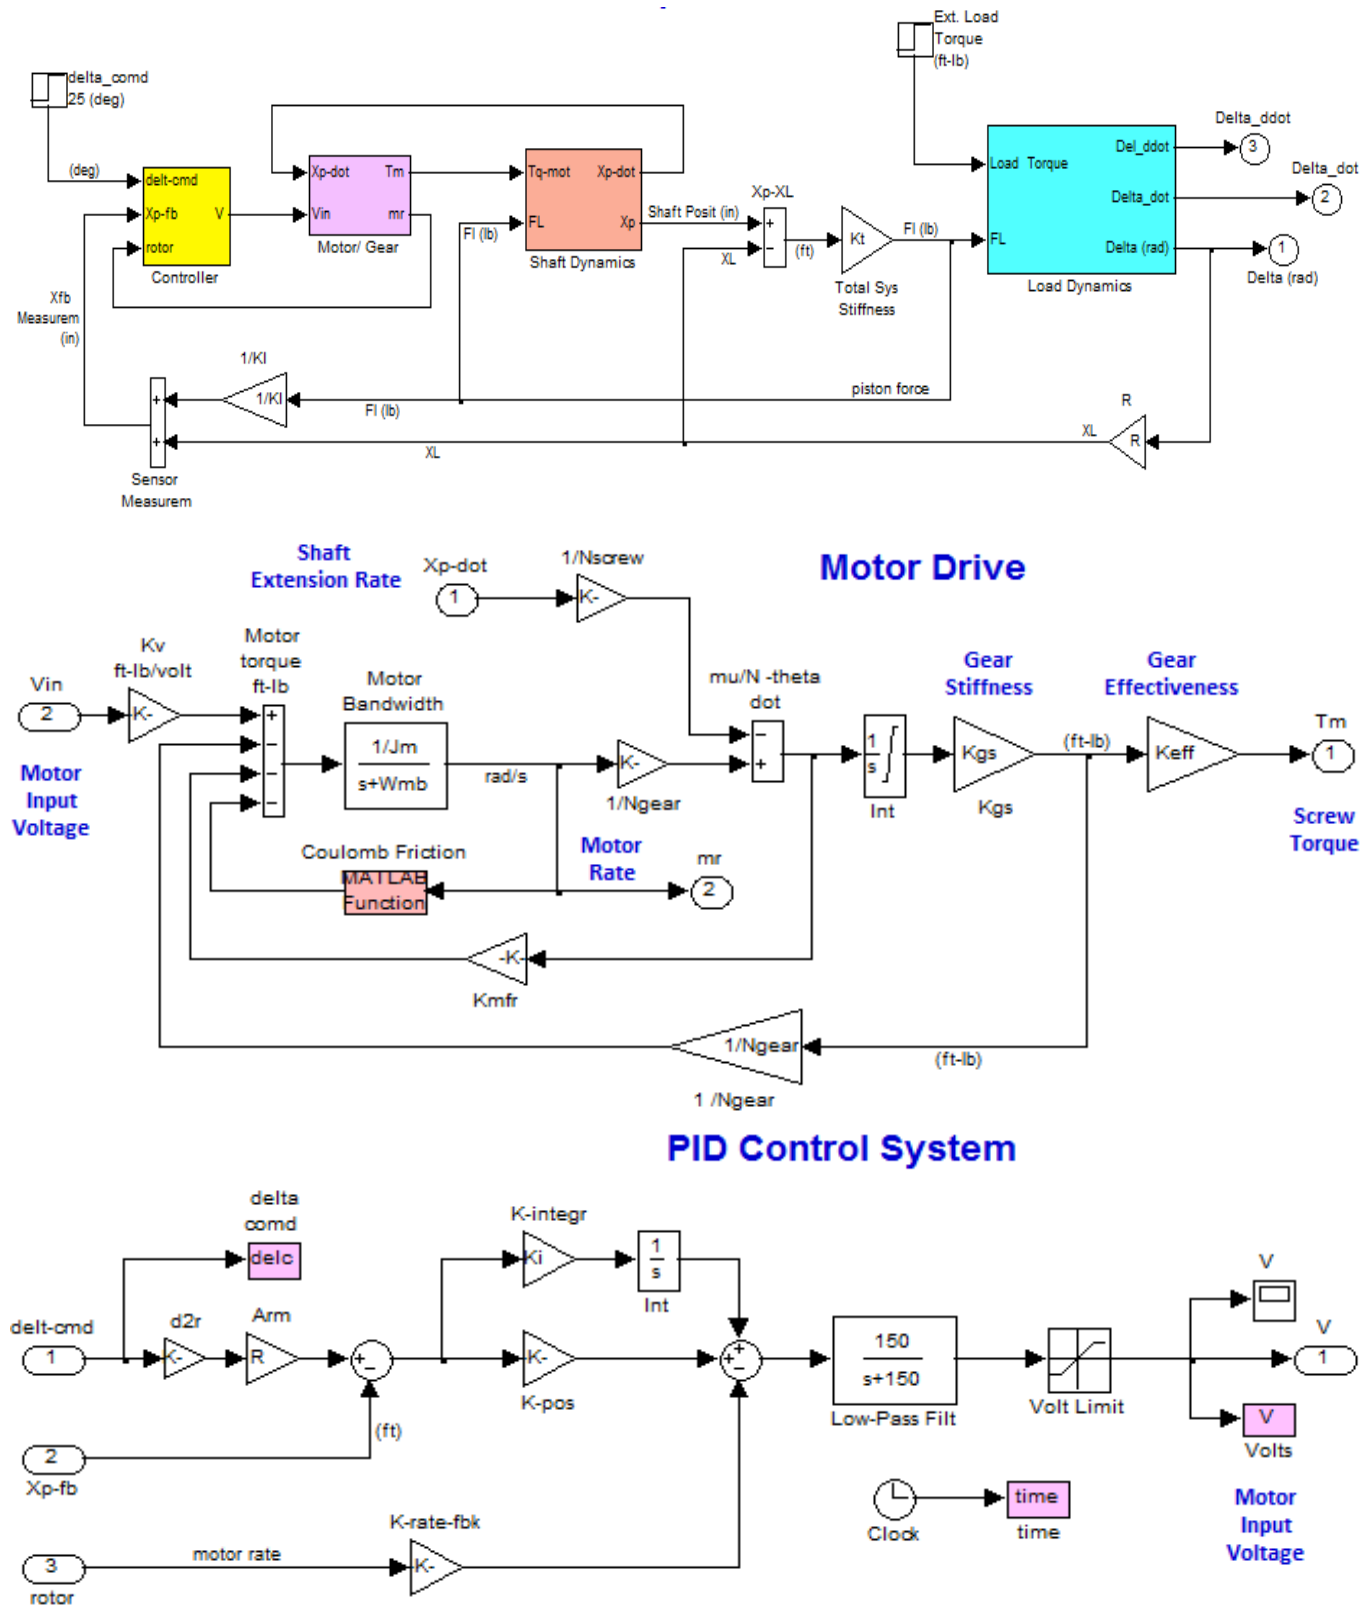 Ext. Load
Torque
(ft-lb)
delta_comd
25 (deg)
Delta_ddot
3
Delta_dot
2
(deg)
delt-cmd
Xp-fb
V
rotor
Controller
Xp-dot
Tm
Vin
mr
Motor/ Gear
Tq-mot
Xp-dot
FL
Xp
Shaft Dynamics
Fl (lb)
Shaft Posit (in)
Xp-XL
+
−
XL
(ft)
Kt
Total Sys
Stiffness
Fl (lb)
Load Torque
Del_ddot
Delta_dot
FL
Delta (rad)
Load Dynamics
1
Delta (rad)
Xfb
Measurem
(in)
1/Kl
1/Kl
Fl (lb)
piston force
R
R
XL
XL
+
+
Sensor
Measurem
Motor Drive
Shaft
Extension Rate
Xp-dot
1
1/Nscrew
K-
Vin
2
Kv
ft-lb/volt
K-
Motor
Input
Voltage
Motor
torque
ft-lb
+
−
−
−
Motor
Bandwidth
1/Jm
s+Wmb
rad/s
K-
1/Ngear
mu/N -theta
dot
−
+
1
s
Int
Gear
Stiffness
Kgs
Kgs
(ft-lb)
Gear
Effectiveness
Keff
Tm
1
Screw
Torque
Coulomb Friction
MATLAB
Function
Motor
Rate
mr
2
-K-
Kmfr
1/Ngear
1 /Ngear
(ft-lb)
PID Control System
delta
comd
delc
delt-cmd
1
d2r
K-
Arm
R
+
−
(ft)
K-integr
Ki
1
s
Int
K-
K-pos
+
+
−
150
s+150
Low-Pass Filt
Volt Limit
V
V
1
V
Volts
2
Xp-fb
3
rotor
motor rate
K-rate-fbk
K-
Clock
time
time
Motor
Input
Voltage